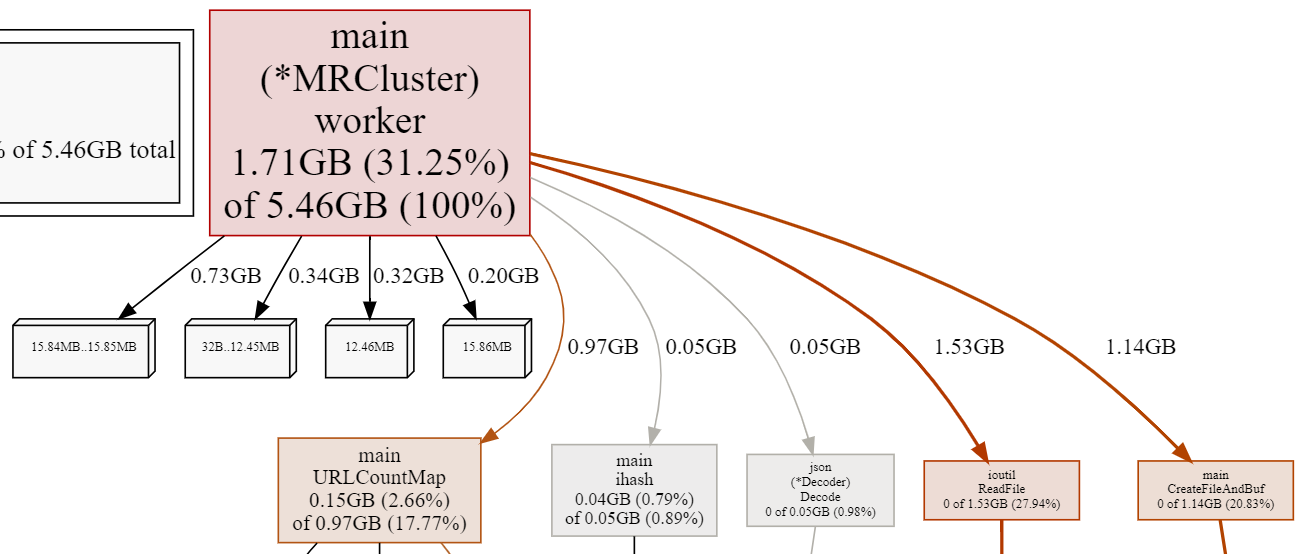 % of 5.46GB total
main
(*MRCluster)
worker
1.71GB (31.25%)
of 5.46GB (100%)
0.73GB
0.34GB
0.32GB
0.20GB
15.84MB..15.85MB
32B..12.45MB
12.46MB
15.86MB
0.97GB
0.05GB
0.05GB
1.53GB
1.14GB
main
URLCountMap
0.15GB (2.66%)
of 0.97GB (17.77%)
main
ihash
0.04GB (0.79%)
of 0.05GB (0.89%)
json
(*Decoder)
Decode
0 of 0.05GB (0.98%)
ioutil
ReadFile
0 of 1.53GB (27.94%)
main
CreateFileAndBuf
0 of 1.14GB (20.83%)